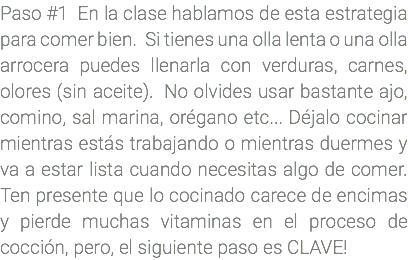 Paso #1  En la clase hablamos de esta estrategia
para comer bien.  Si tienes una olla lenta o una olla
arrocera puedes llenarla con verduras, carnes,
olores (sin aceite).  No olvides usar bastante ajo,
comino, sal marina, orégano etc... Déjalo cocinar
mientras estás trabajando o mientras duermes y
va a estar lista cuando necesitas algo de comer.
Ten presente que lo cocinado carece de encimas
y pierde muchas vitaminas en el proceso de
cocción, pero, el siguiente paso es CLAVE!